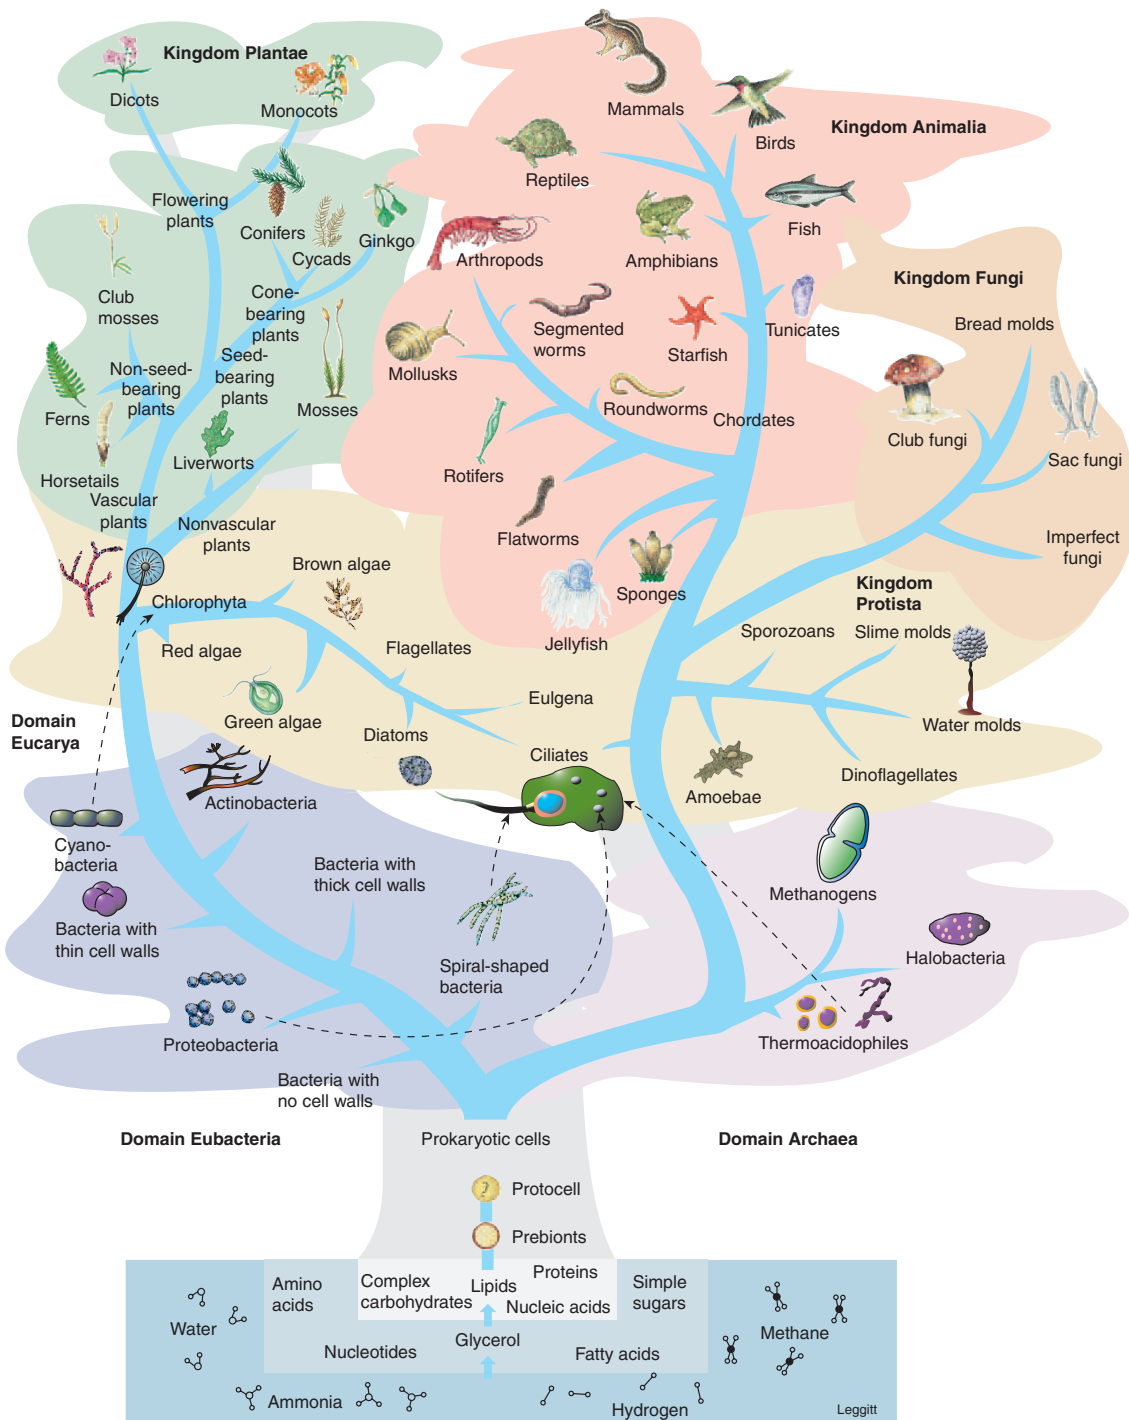 Kingdom Plantae
Dicots
Monocots
Flowering
plants
Conifers
Cycads
Ginkgo
Club
mosses
Cone-
bearing
plants
Seed-
bearing
plants
Non-seed-
bearing
plants
Ferns
Mosses
Liverworts
Horsetails
Vascular
plants
Nonvascular
plants
Mammals
Birds
Kingdom Animalia
Reptiles
Fish
Arthropods
Amphibians
Segmented
worms
Starfish
Tunicates
Mollusks
Roundworms
Chordates
Rotifers
Flatworms
Sponges
Jellyfish
Kingdom Fungi
Bread molds
Club fungi
Sac fungi
Imperfect
fungi
Kingdom
Protista
Brown algae
Chlorophyta
Red algae
Flagellates
Green algae
Eulgena
Diatoms
Ciliates
Sporozoans
Slime molds
Water molds
Amoebae
Dinoflagellates
Domain
Eucarya
Actinobacteria
Cyano-
bacteria
Bacteria with
thick cell walls
Bacteria with
thin cell walls
Spiral-shaped
bacteria
Proteobacteria
Bacteria with
no cell walls
Methanogens
Halobacteria
Thermoacidophiles
Domain Eubacteria
Prokaryotic cells
Domain Archaea
?
Protocell
Prebionts
Amino
acids
Complex
carbohydrates
Lipids
Proteins
Nucleic acids
Simple
sugars
Water
Methane
Glycerol
Nucleotides
Fatty acids
Ammonia
Hydrogen
Leggitt